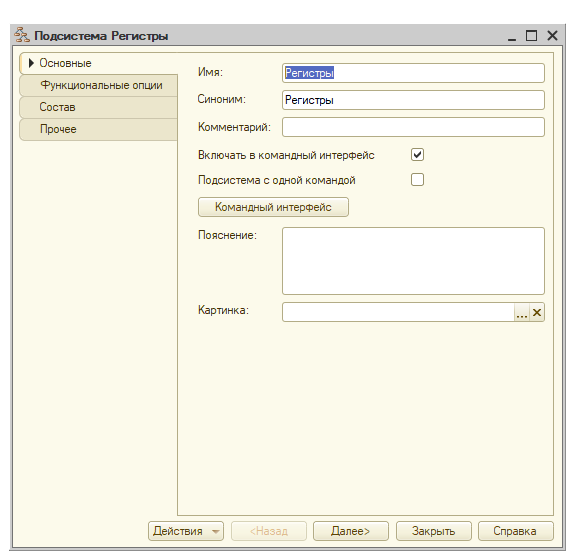 Подсистема Регистры
Основные
Функциональные опции
Состав
Прочее
Имя: Регистры
Синоним: Регистры
Комментарий:
Включать в командный интерфейс
Подсистема с одной командой
Командный интерфейс
Пояснение:
Картинка: ...
Действия <Назад Далее> Закрыть Справка